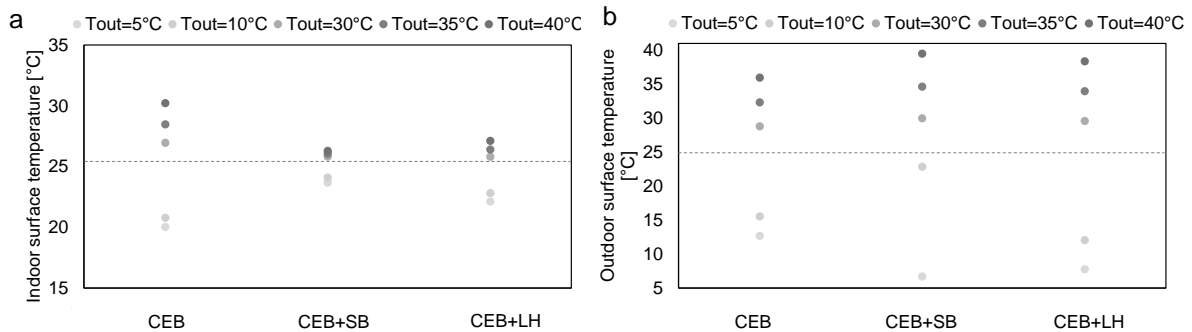 a
Tout=5°C Tout=10°C Tout=30°C Tout=35°C Tout=40°C
Indoor surface temperature [°C]
35
30
25
20
15
CEB CEB+SB CEB+LH
b
Tout=5°C Tout=10°C Tout=30°C Tout=35°C Tout=40°C
Outdoor surface temperature
[°C]
40
35
30
25
20
15
10
5
CEB CEB+SB CEB+LH